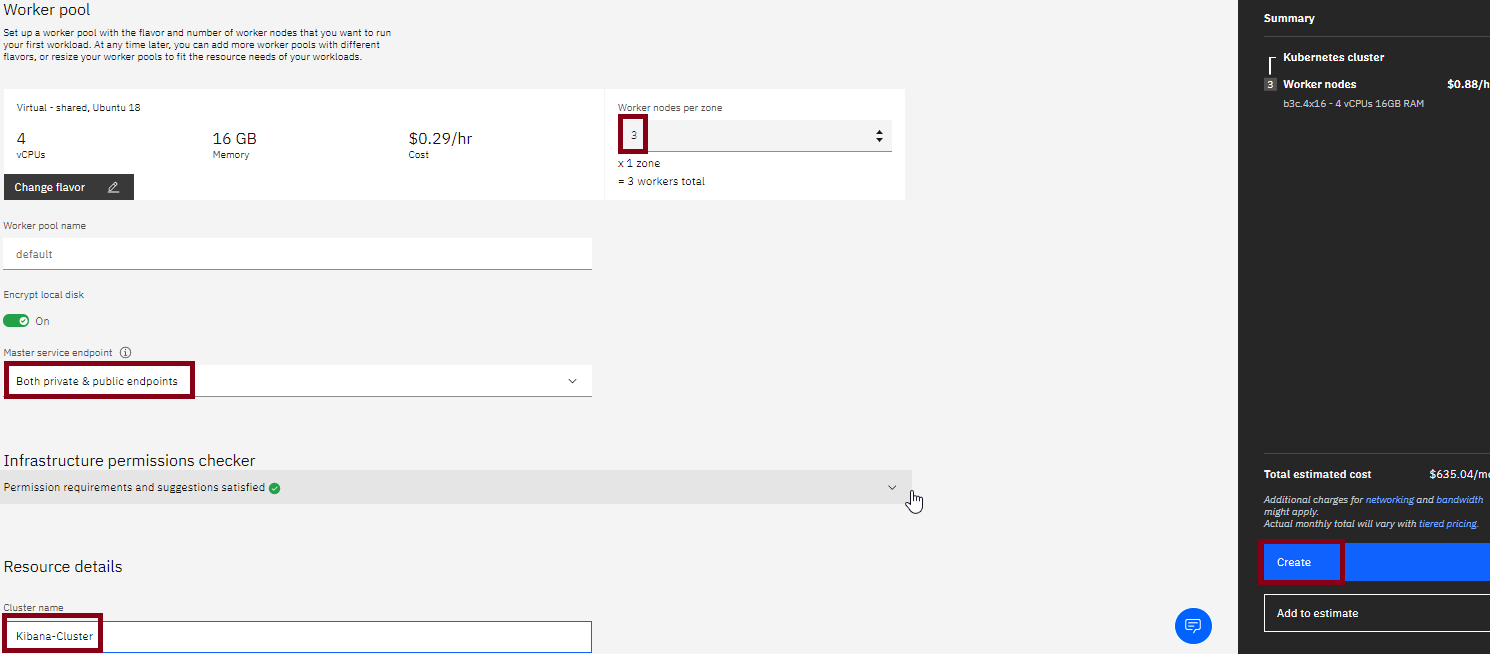 Worker pool
Set up a worker pool with the flavor and number of worker nodes that you want to run
your first workload. At any time later, you can add more worker pools with different
flavors, or resize your worker pools to fit the resource needs of your workloads.
Virtual - shared, Ubuntu 18
4
vCPUs
16 GB
Memory
$0.29/hr
Cost
Change flavor
Worker nodes per zone
3
x 1 zone
= 3 workers total
Worker pool name
default
Encrypt local disk
On
Master service endpoint
Both private & public endpoints
Infrastructure permissions checker
Permission requirements and suggestions satisfied
Resource details
Cluster name
Kibana-Cluster
Summary
Kubernetes cluster
3 Worker nodes $0.88/h
b3c.4x16 - 4 vCPUs 16GB RAM
Total estimated cost $635.04/mo
Additional charges for networking and bandwidth
might apply.
Actual monthly total will vary with tiered pricing.
Create
Add to estimate